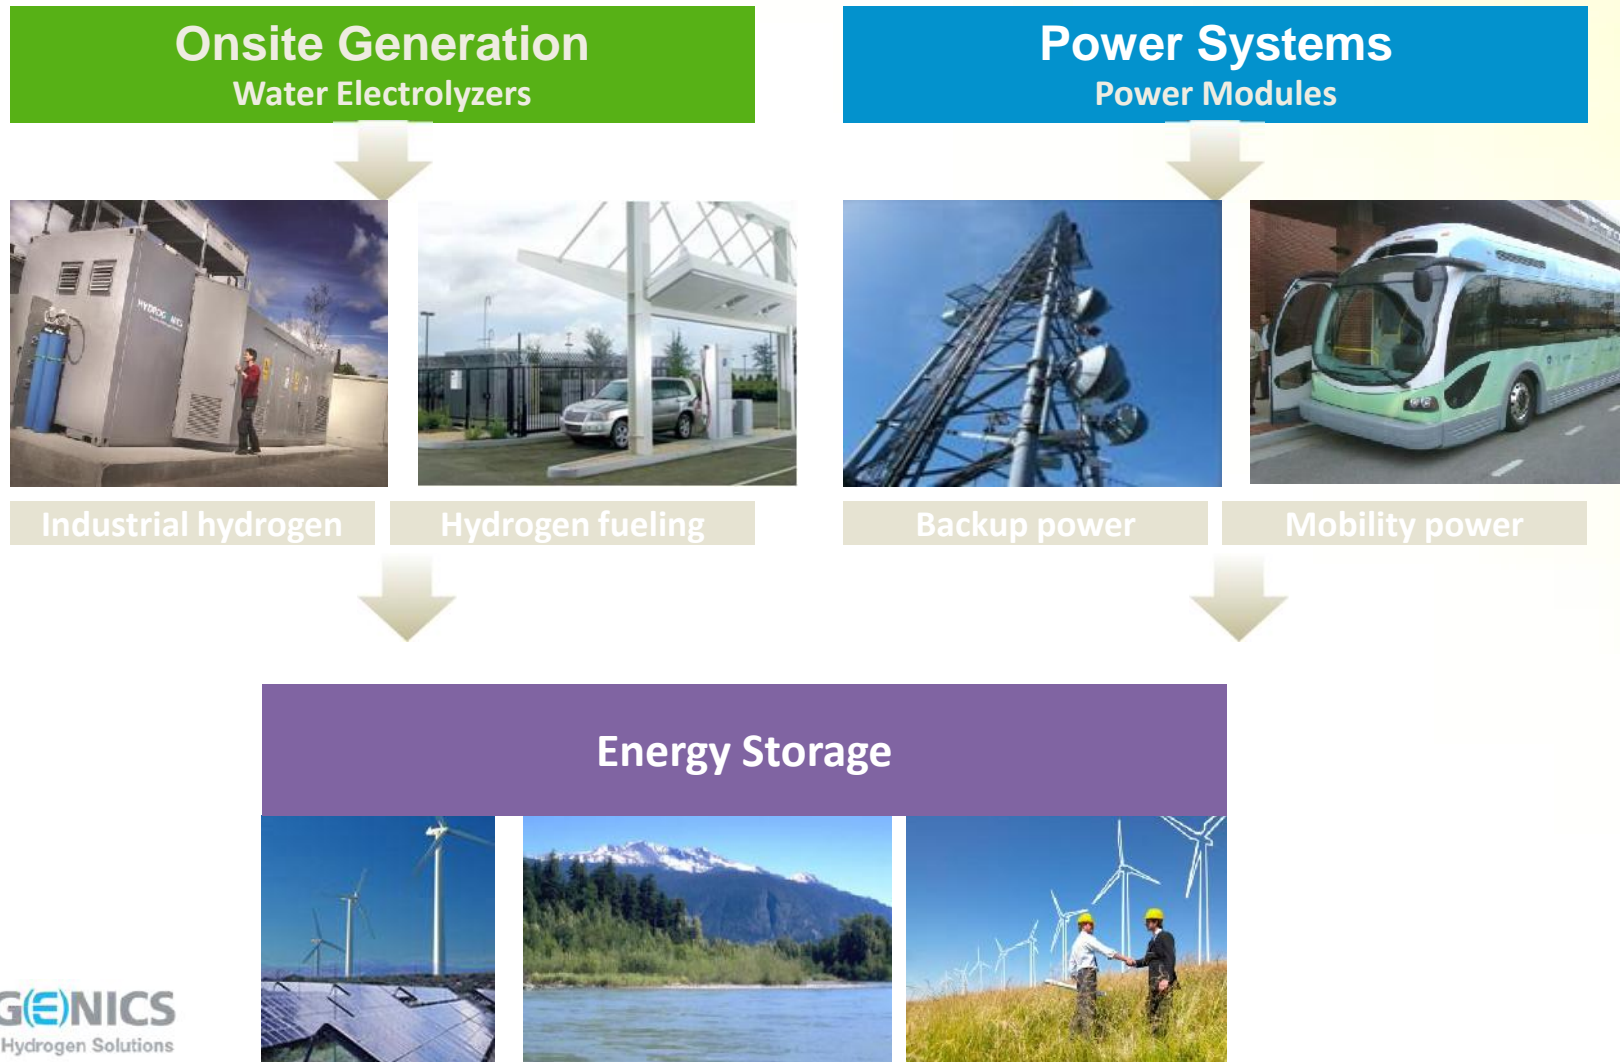 Onsite Generation
Water Electrolyzers
Power Systems
Power Modules
HYDROGENICS
Industrial hydrogen
Hydrogen fueling
Backup power
Mobility power
Energy Storage
G(E)NICS
Hydrogen Solutions